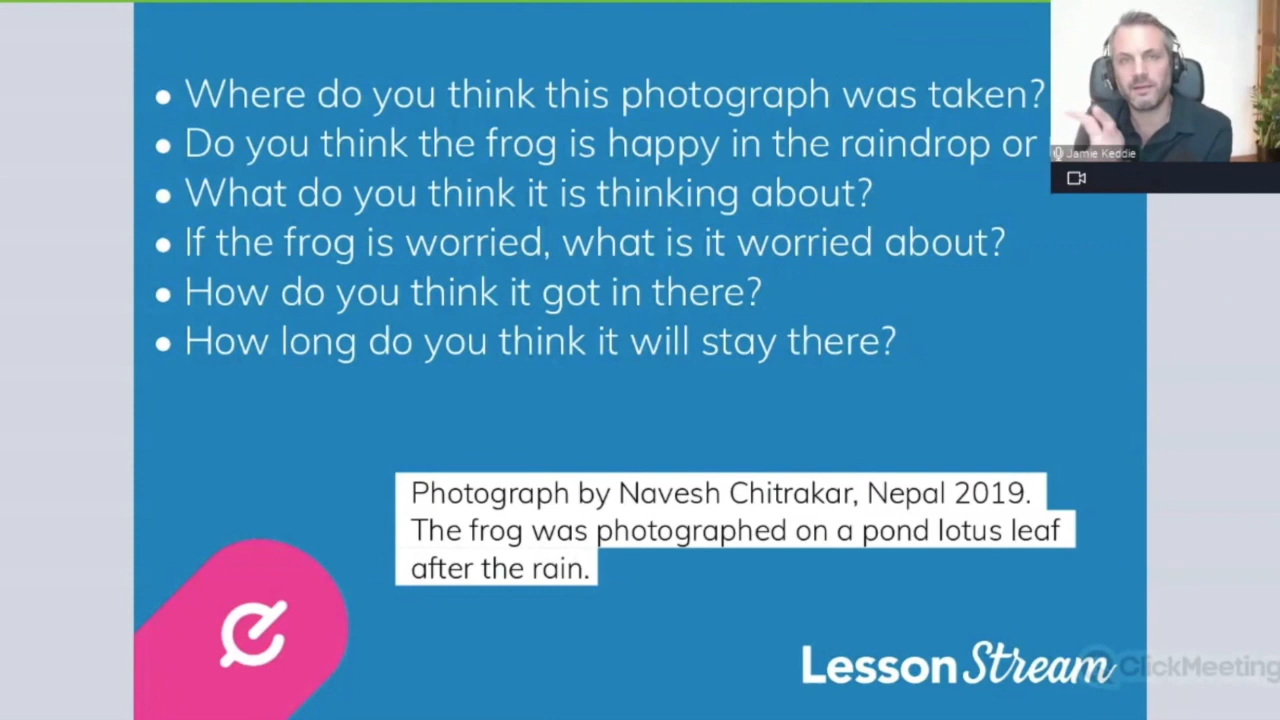 • Where do you think this photograph was taken?
• Do you think the frog is happy in the raindrop or
• What do you think it is thinking about?
• If the frog is worried, what is it worried about?
• How do you think it got in there?
• How long do you think it will stay there?
Jamie Keddie
Photograph by Navesh Chitrakar, Nepal 2019.
The frog was photographed on a pond lotus leaf
after the rain.
LessonStream
ClickMeeting